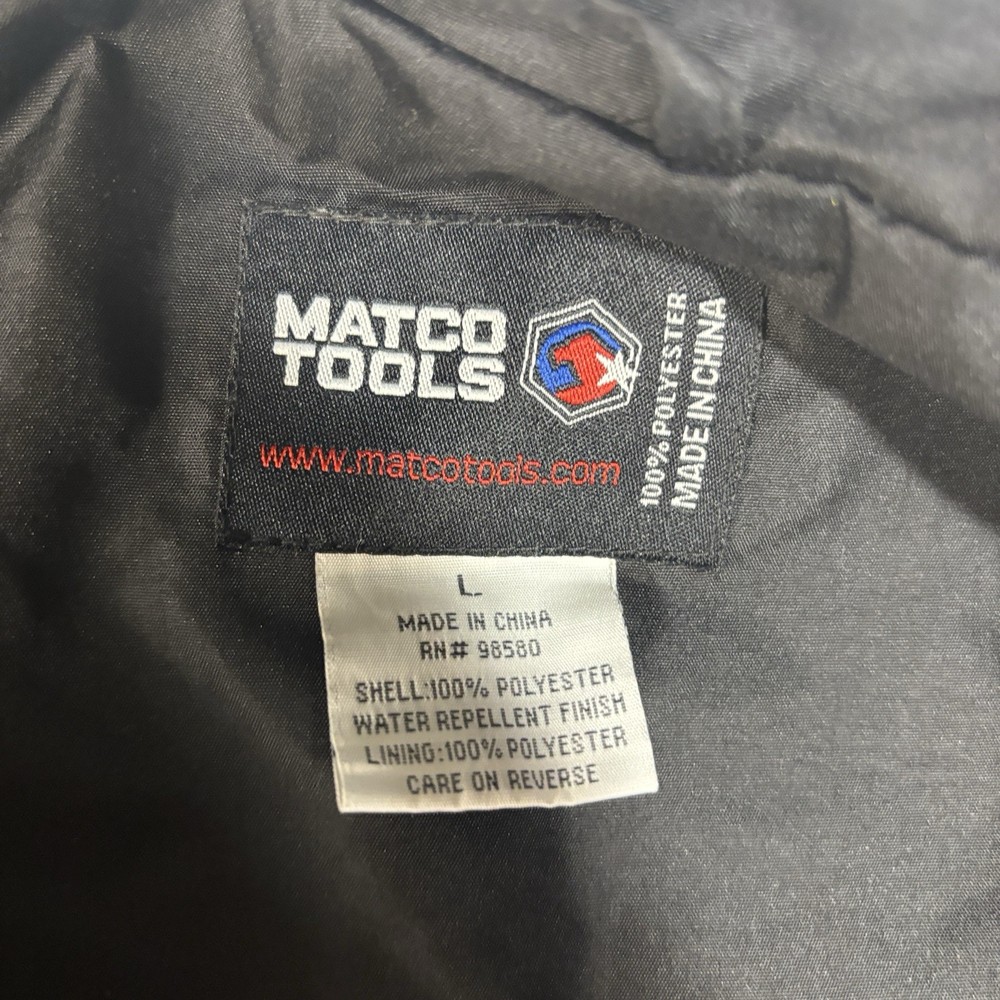 MATCO
TOOLS
www.matcotools.com
100% POLYESTER
MADE IN CHINA
L
MADE IN CHINA
RN# 98580
SHELL:100% POLYESTER
WATER REPELLENT FINISH
LINING:100% POLYESTER
CARE ON REVERSE